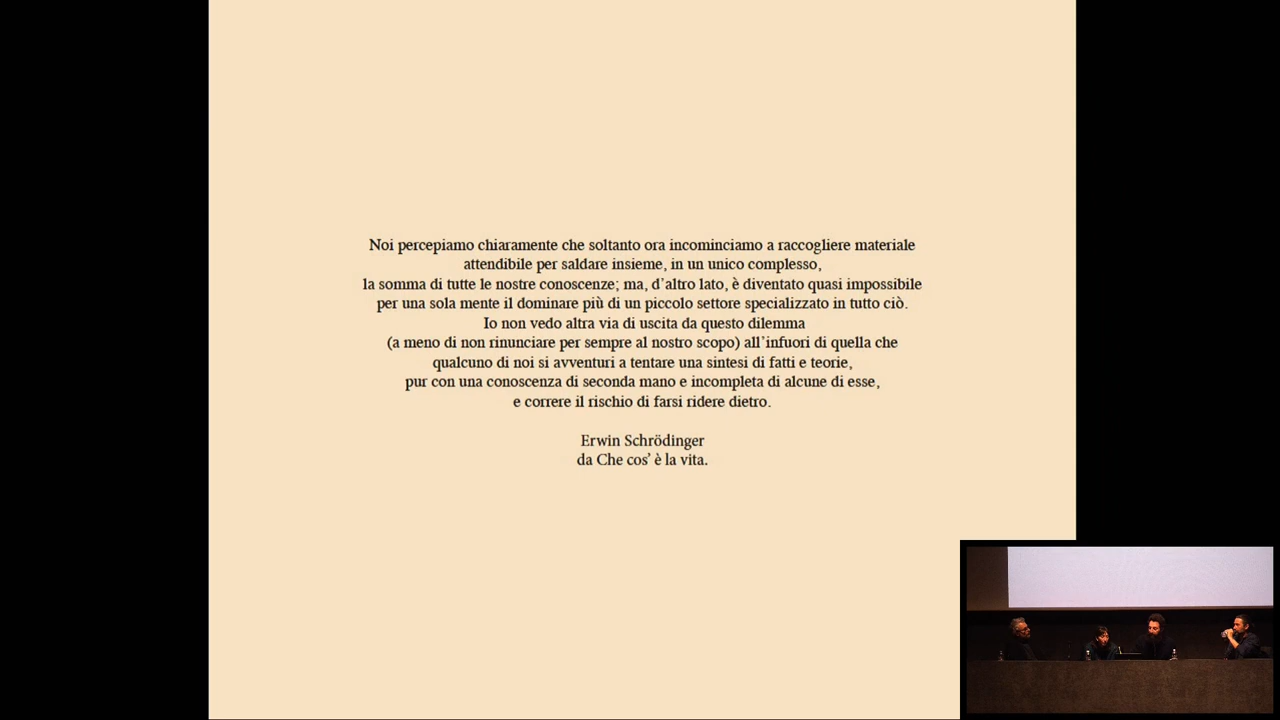 Noi percepiamo chiaramente che soltanto ora incominciamo a raccogliere materiale
attendibile per saldare insieme, in un unico complesso,
la somma di tutte le nostre conoscenze; ma, d'altro lato, è diventato quasi impossibile
per una sola mente il dominare più di un piccolo settore specializzato in tutto ciò.
Io non vedo altra via di uscita da questo dilemma
(a meno di non rinunciare per sempre al nostro scopo) all'infuori di quella che
qualcuno di noi si avventuri a tentare una sintesi di fatti e teorie,
pur con una conoscenza di seconda mano e incompleta di alcune di esse,
e correre il rischio di farsi ridere dietro.
Erwin Schrödinger
da Che cos' è la vita.